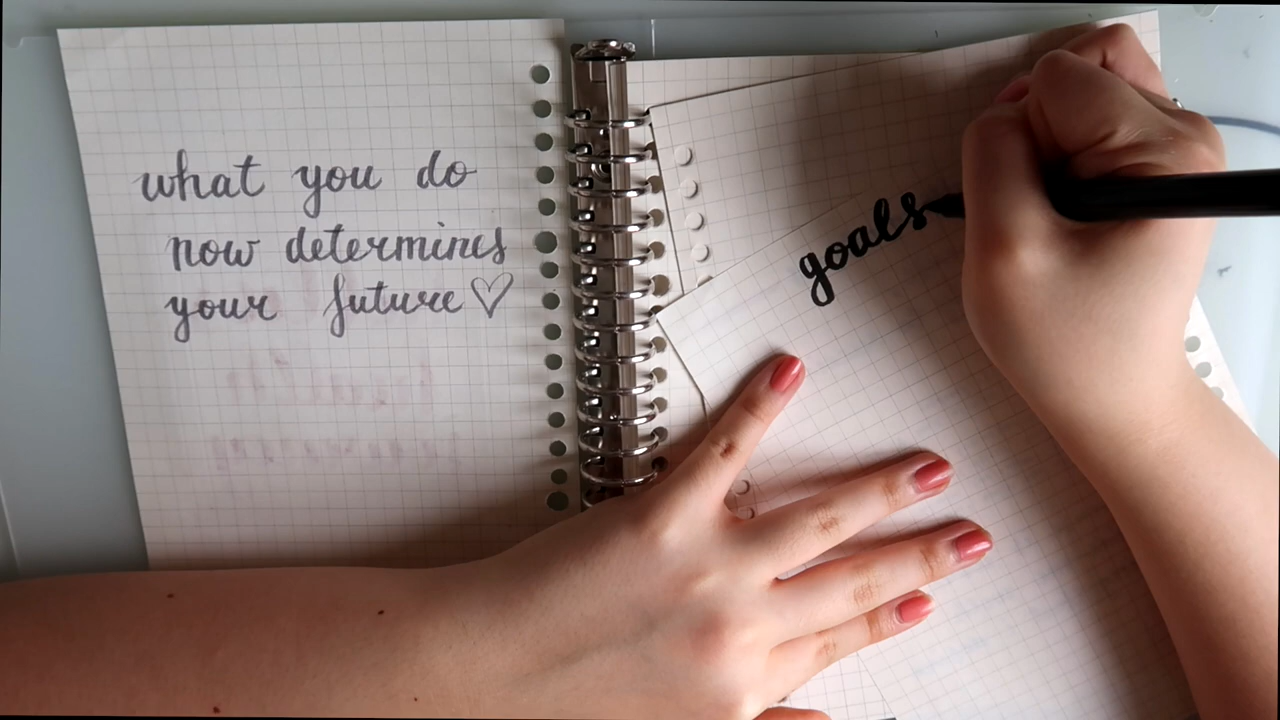 what you do
now determines
your future♡
goals